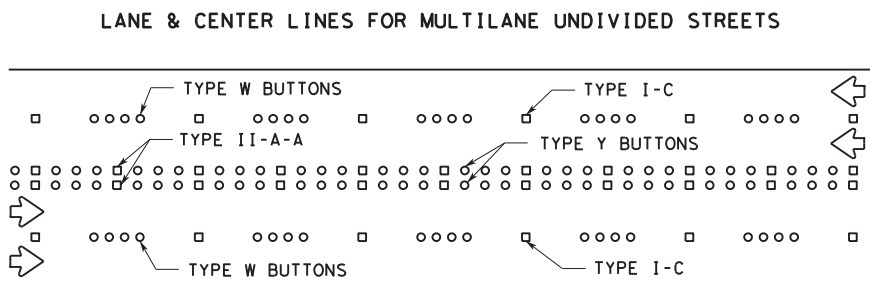 LANE & CENTER LINES FOR MULTILANE UNDIVIDED STREETS
TYPE W BUTTONS
TYPE I-C
TYPE II-A-A
TYPE Y BUTTONS
TYPE W BUTTONS
TYPE I-C